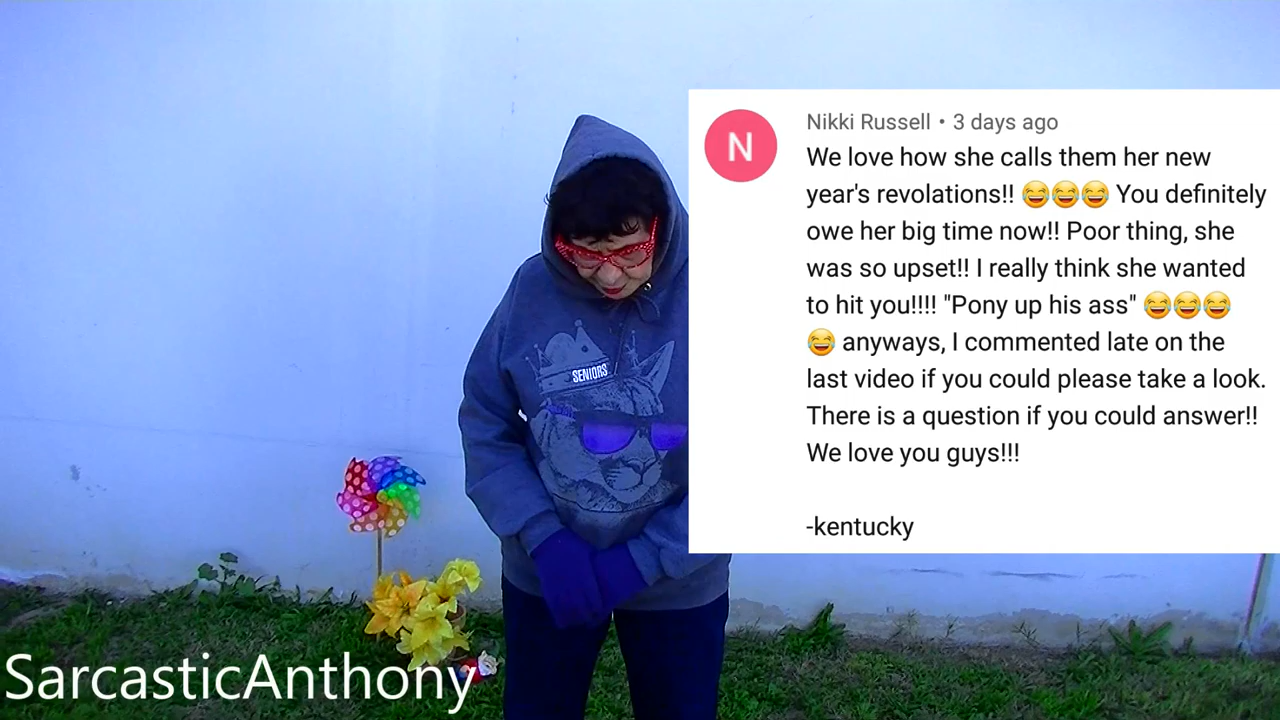 Nikki Russell • 3 days ago
N
We love how she calls them her new
year's revolations!! 😂😂😂 You definitely
owe her big time now!! Poor thing, she
was so upset!! I really think she wanted
to hit you!!!! "Pony up his ass" 😂😂😂
😂 anyways, I commented late on the
last video if you could please take a look.
There is a question if you could answer!!
We love you guys!!!
-kentucky
SENIORS
SarcasticAnthony